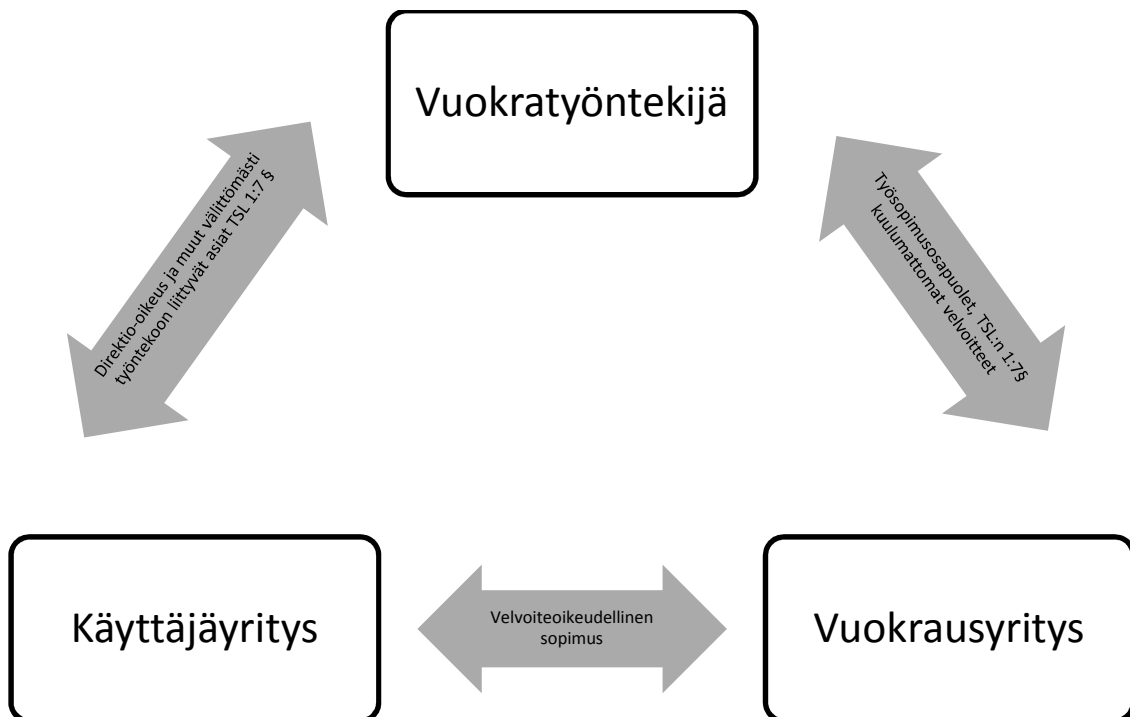 Vuokratyöntekijä
Direktio-oikeus ja muut välittömästi
työntekoon liittyvät asiat TSL 1:7 §
Työsopimusosapuolet, TSL:n 1:7§
kuulumattomat velvoitteet
Käyttäjäyritys
Velvoiteoikeudellinen
sopimus
Vuokrausyritys